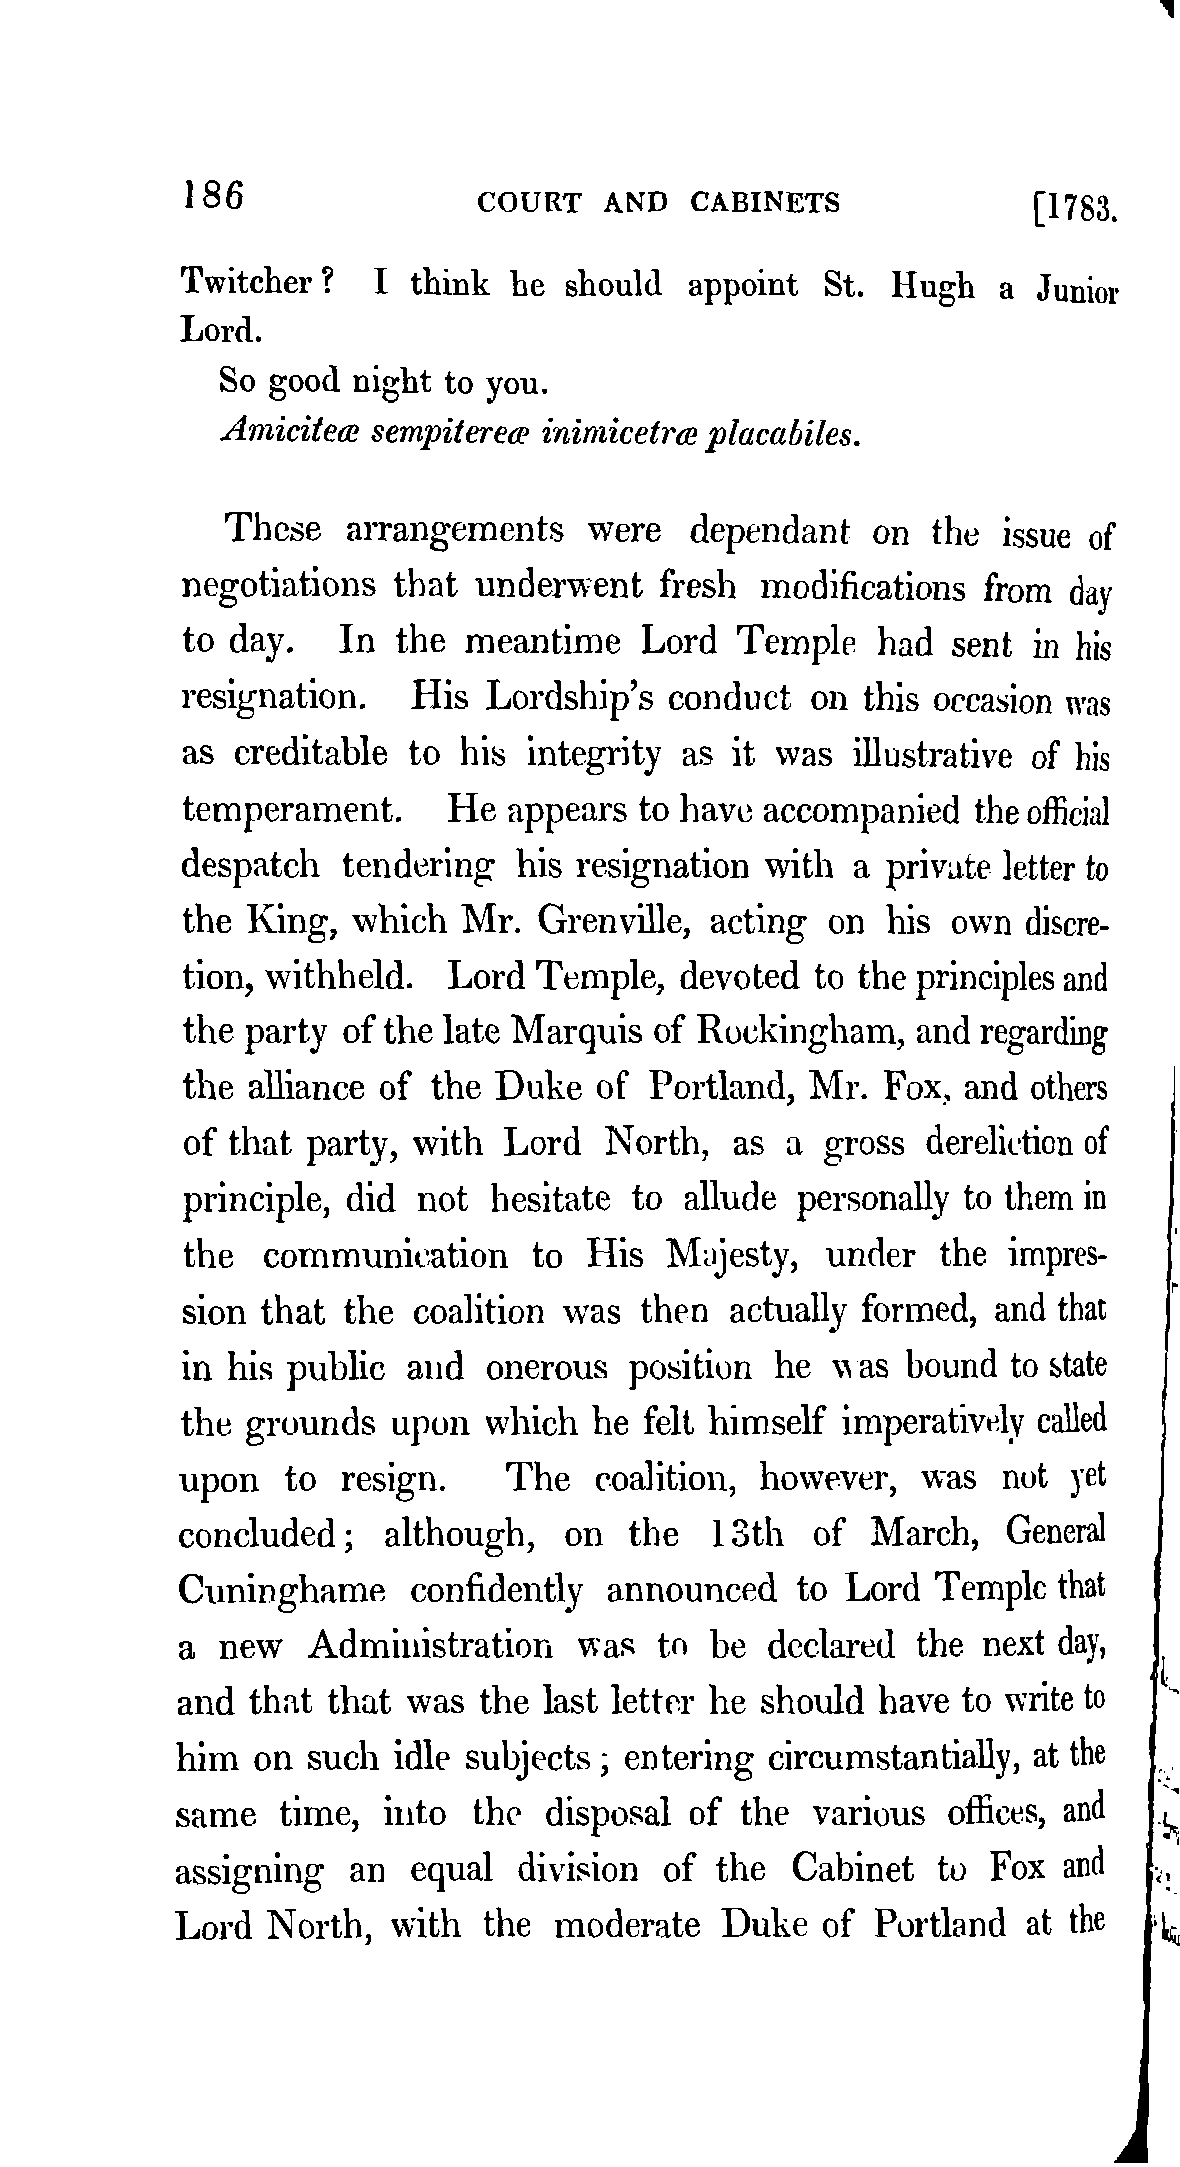 186 COURT AND CABINETS [1783.
Twitcher? I think he should appoint St. Hugh a Junior
Lord.
So good night to you.
Amiciteæ sempitereæ inimicetræ placabiles.
These arrangements were dependant on the issue of
negotiations that underwent fresh modifications from day
to day. In the meantime Lord Temple had sent in his
resignation. His Lordship's conduct on this occasion was
as creditable to his integrity as it was illustrative of his
temperament. He appears to have accompanied the official
despatch tendering his resignation with a private letter to
the King, which Mr. Grenville, acting on his own discre-
tion, withheld. Lord Temple, devoted to the principles and
the party of the late Marquis of Rockingham, and regarding
the alliance of the Duke of Portland, Mr. Fox, and others
of that party, with Lord North, as a gross dereliction of
principle, did not hesitate to allude personally to them in
the communication to His Majesty, under the impres-
sion that the coalition was then actually formed, and that
in his public and onerous position he was bound to state
the grounds upon which he felt himself imperatively called
upon to resign. The coalition, however, was not yet
concluded; although, on the 13th of March, General
Cuninghame confidently announced to Lord Temple that
a new Administration was to be declared the next day,
and that that was the last letter he should have to write to
him on such idle subjects; entering circumstantially, at the
same time, into the disposal of the various offices, and
assigning an equal division of the Cabinet to Fox and
Lord North, with the moderate Duke of Portland at the